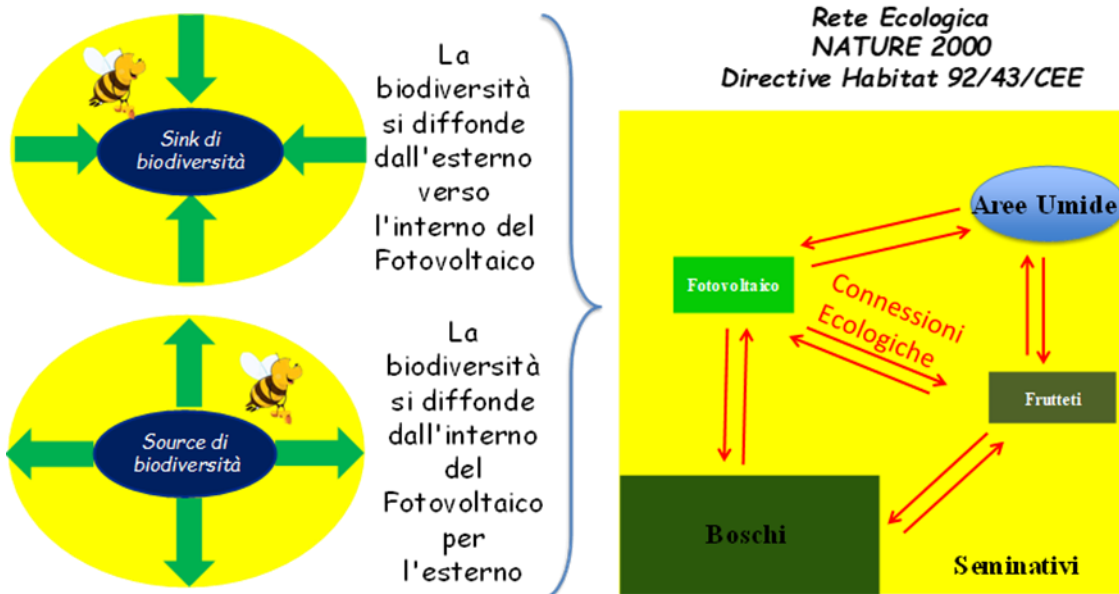 Sink di
biodiversità
La
biodiversità
si diffonde
dall'esterno
verso
l'interno del
Fotovoltaico
Source di
biodiversità
La
biodiversità
si diffonde
dall'interno
del
Fotovoltaico
per
l'esterno
Rete Ecologica
NATURE 2000
Directive Habitat 92/43/CEE
Aree Umide
Fotovoltaico
Connessioni
Ecologiche
Frutteti
Boschi
Seminativi